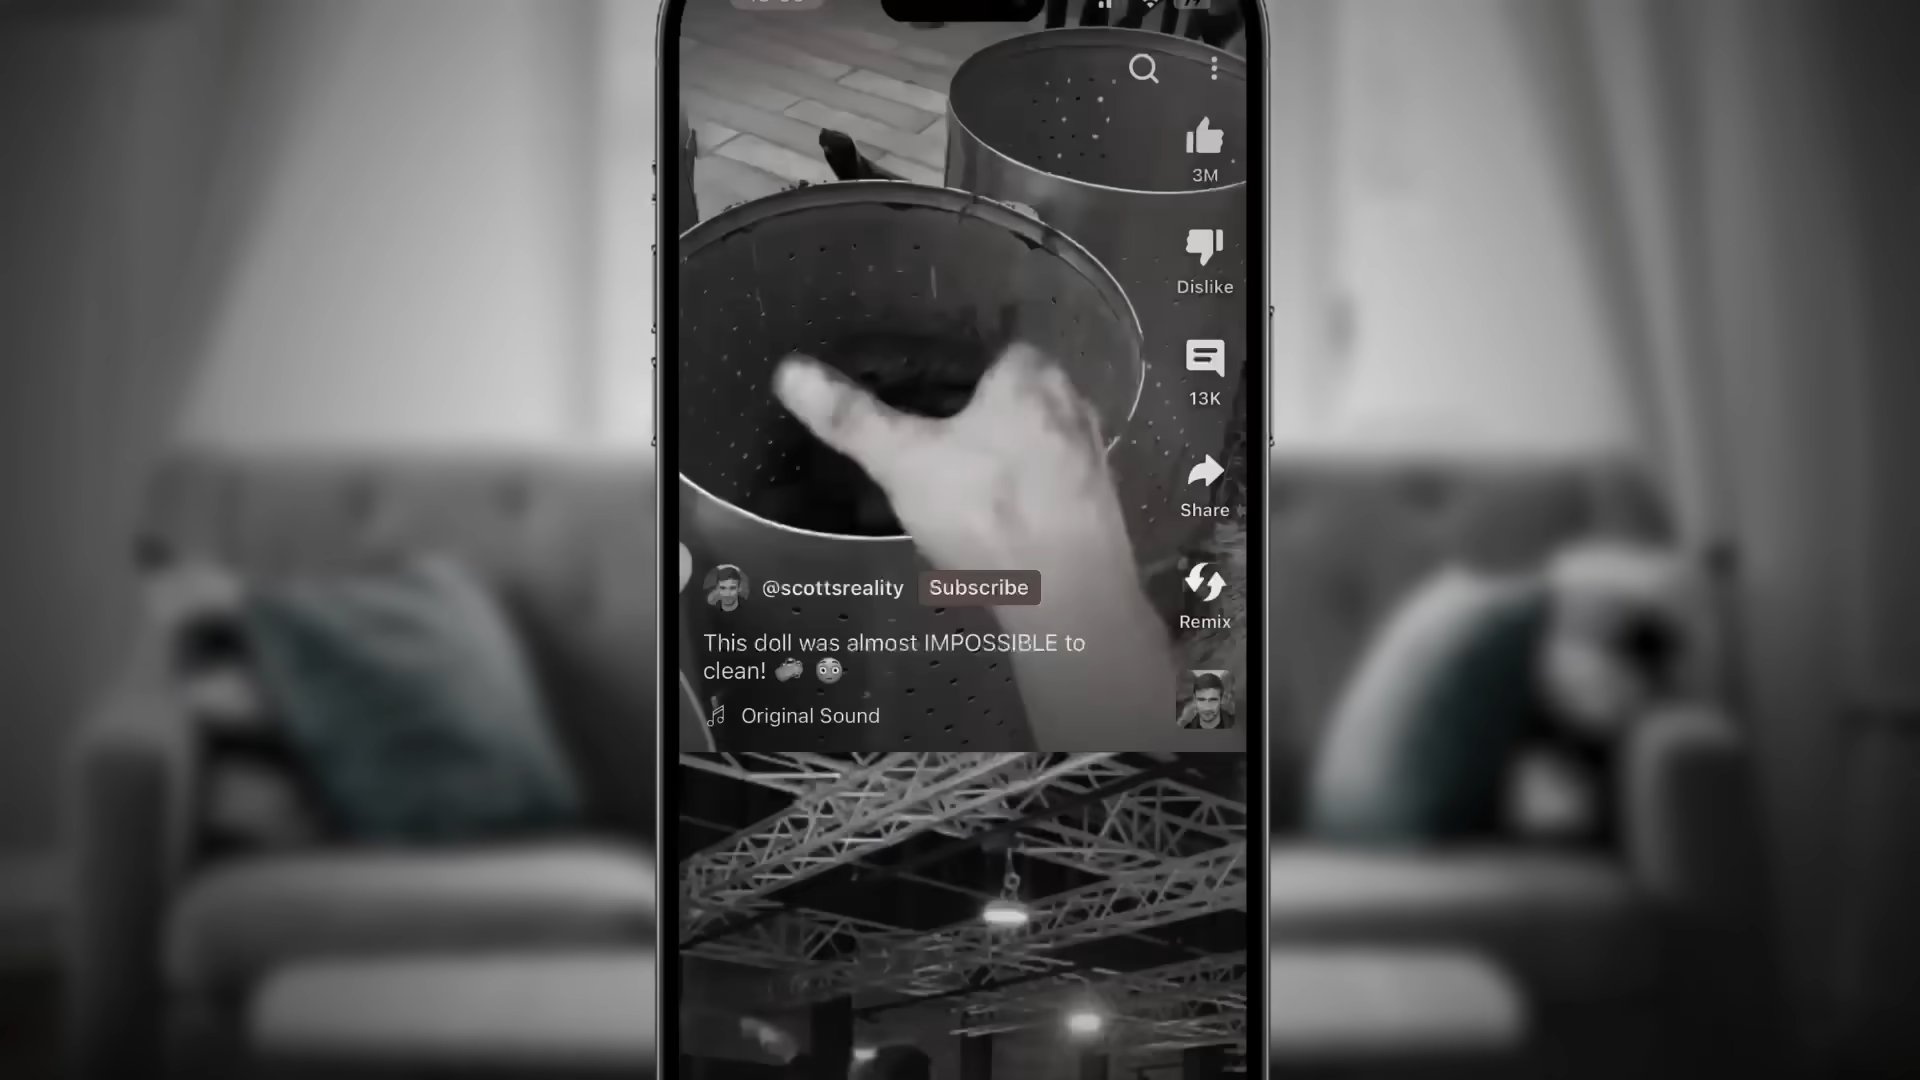 3M
Dislike
13K
Share
@scottsreality Subscribe
Remix
This doll was almost IMPOSSIBLE to
clean! 🧼 😳
Original Sound